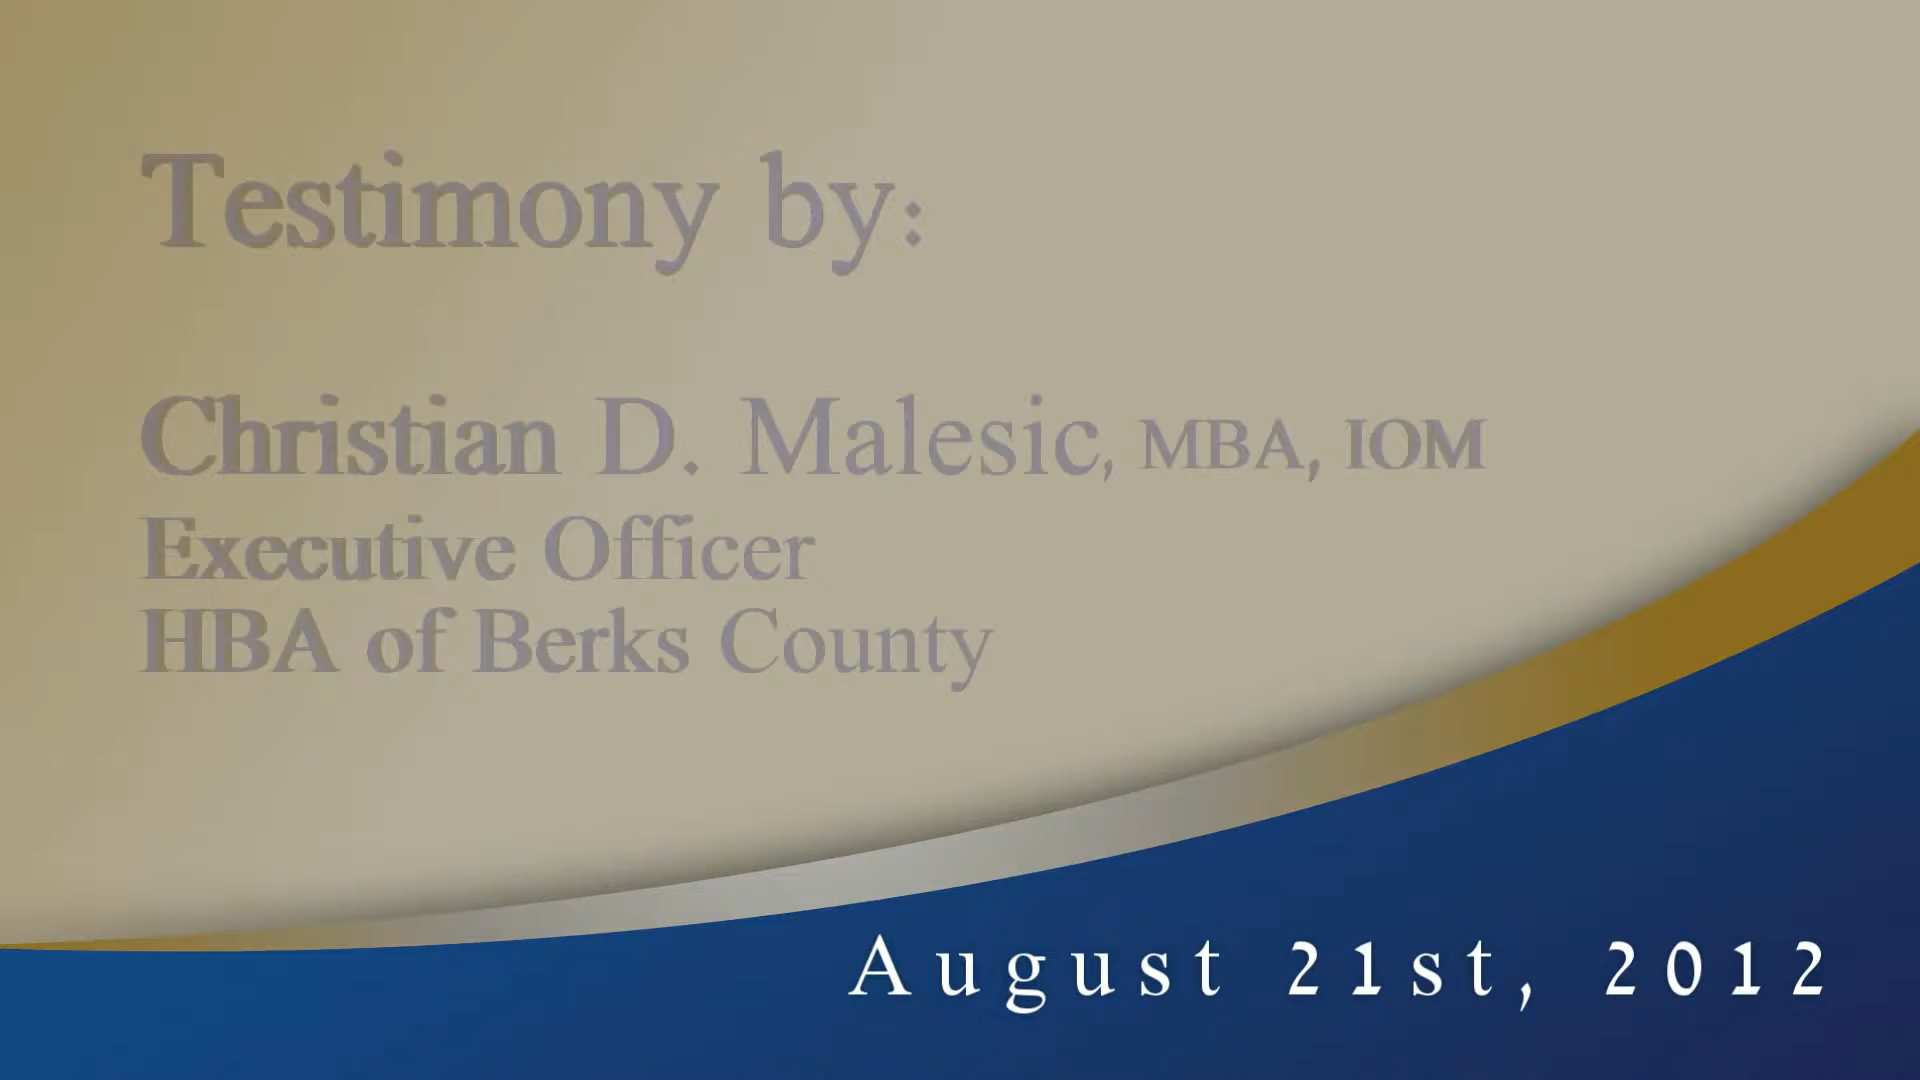 Testimony by:
Christian D. Malesic, MBA, IOM
Executive Officer
HBA of Berks County
August 21st, 2012